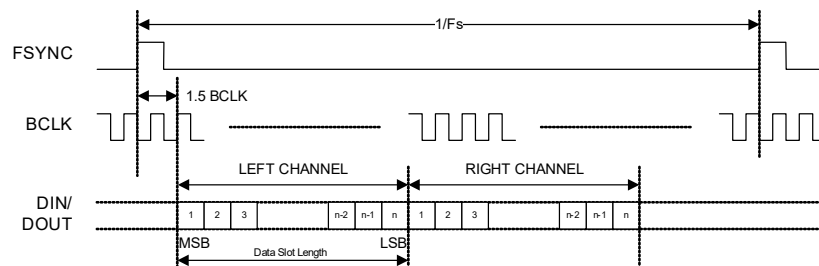 1/Fs
FSYNC
1.5 BCLK
BCLK
LEFT CHANNEL RIGHT CHANNEL
DIN/
DOUT
1 2 3 n-2 n-1 n 1 2 3 n-2 n-1 n
MSB LSB
Data Slot Length